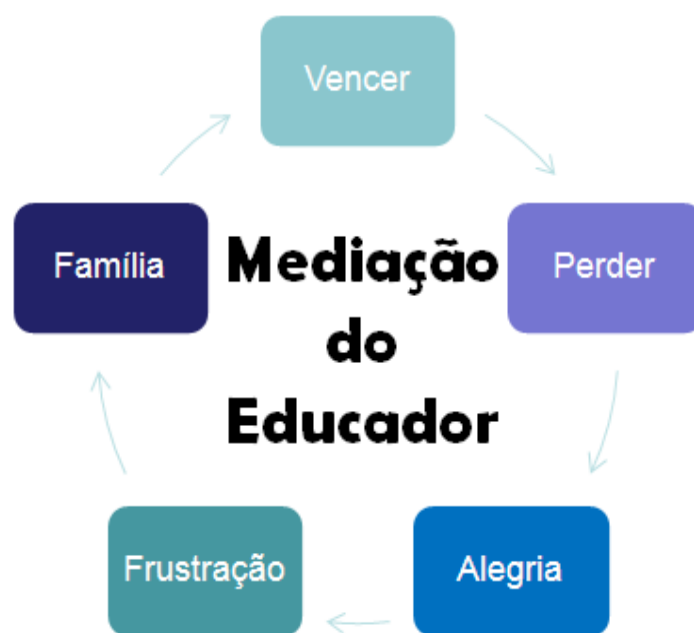 Vencer
Perder
Alegria
Frustração
Família
Mediação
do
Educador